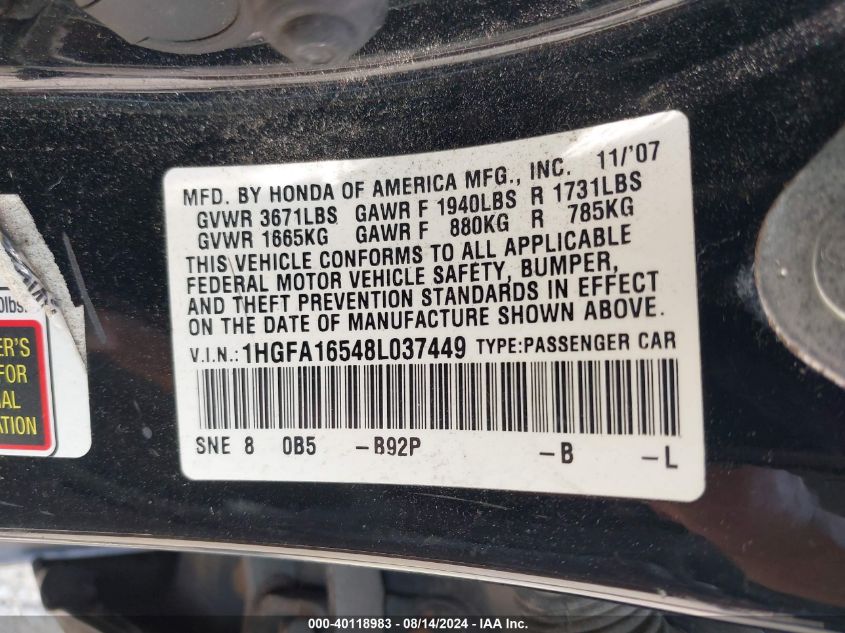 MFD. BY HONDA OF AMERICA MFG., INC. 11/'07
GVWR 3671LBS GAWR F 1940LBS R 1731LBS
GVWR 1665KG GAWR F 880KG R 785KG
THIS VEHICLE CONFORMS TO ALL APPLICABLE
FEDERAL MOTOR VEHICLE SAFETY, BUMPER,
AND THEFT PREVENTION STANDARDS IN EFFECT
ON THE DATE OF MANUFACTURE SHOWN ABOVE.
V.I.N.: 1HGFA16548L037449 TYPE:PASSENGER CAR
SNE 8 0B5 -B92P -B -L
0lbs.
ER'S
FOR
AL
ATION
000-40118983 - 08/14/2024 - IAA Inc.